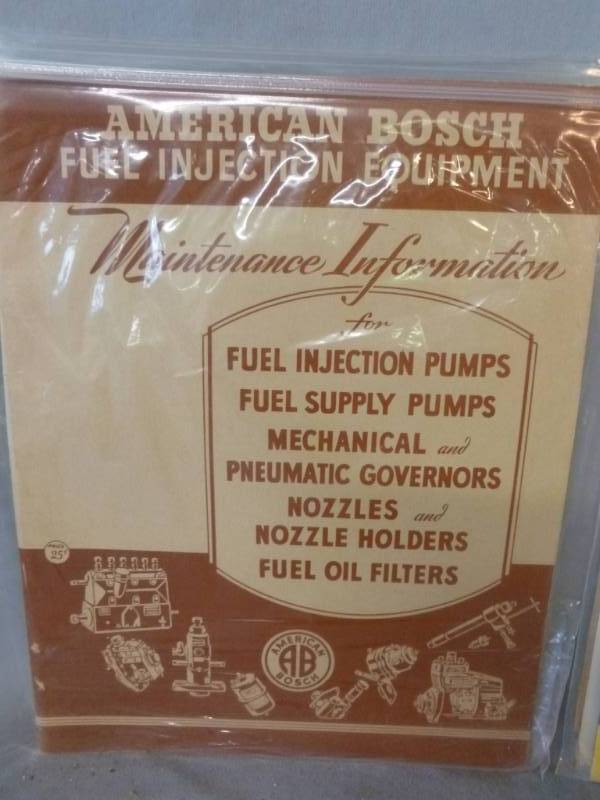 AMERICAN BOSCH
FUEL INJECTION EQUIPMENT
Maintenance Information
for
FUEL INJECTION PUMPS
FUEL SUPPLY PUMPS
MECHANICAL and
PNEUMATIC GOVERNORS
NOZZLES and
NOZZLE HOLDERS
FUEL OIL FILTERS
PRICE
25¢
AMERICAN
AB
BOSCH